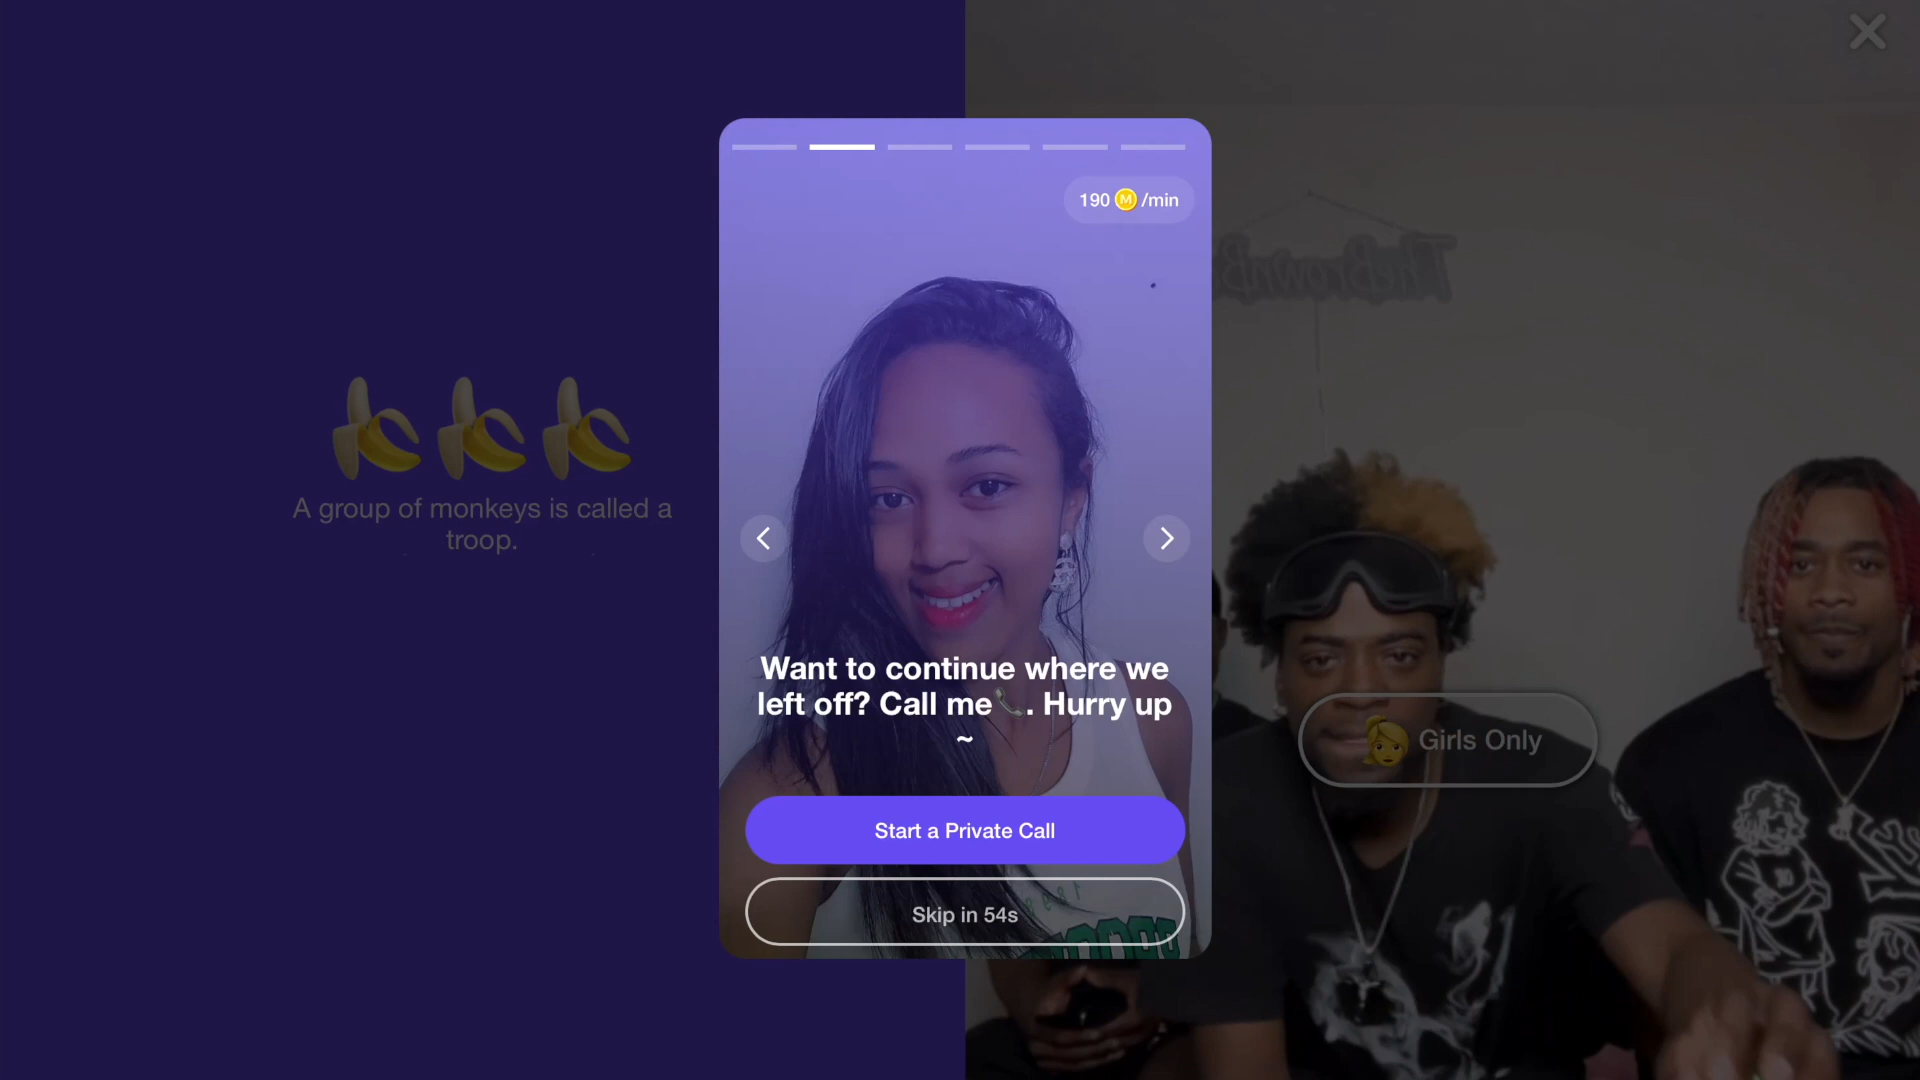 190 M /min
TheBrownB
A group of monkeys is called a
troop.
Want to continue where we
left off? Call me📞. Hurry up
~
Girls Only
Start a Private Call
Skip in 54s